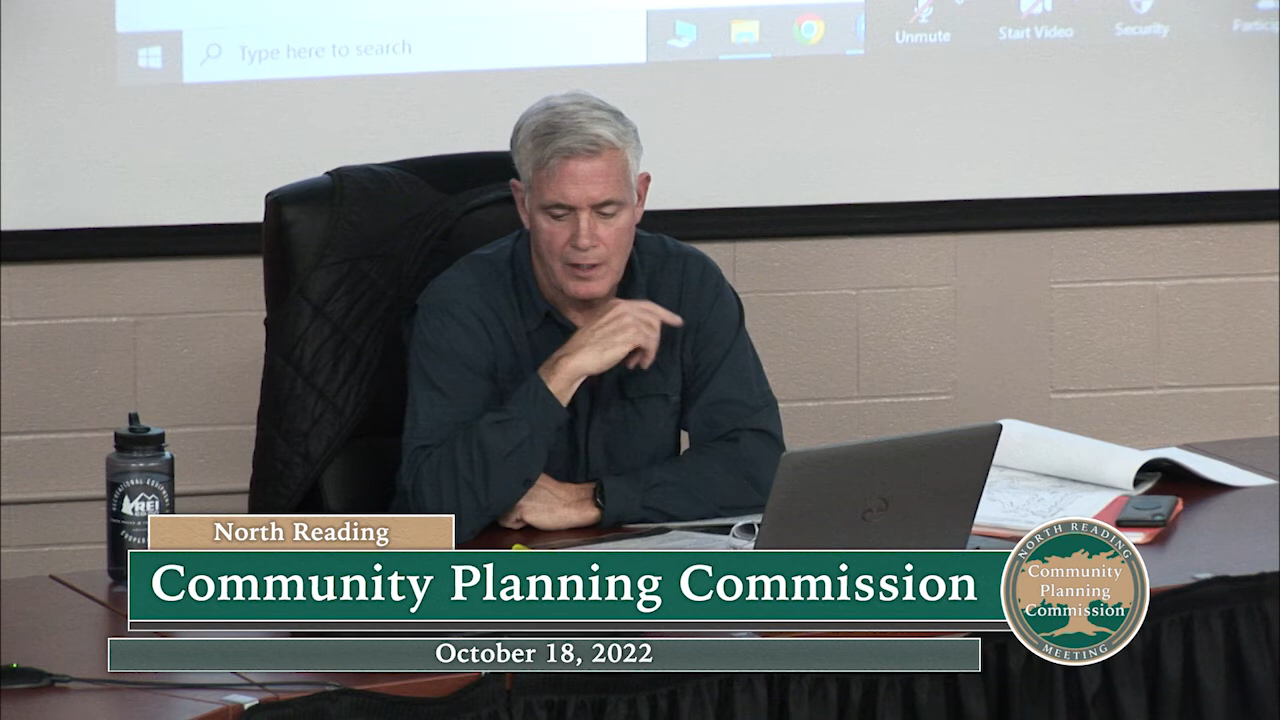 Type here to search
Unmute
Start Video
Security
REI
North Reading
Community Planning Commission
October 18, 2022
NORTH READING
Community
Planning
Commission
MEETING